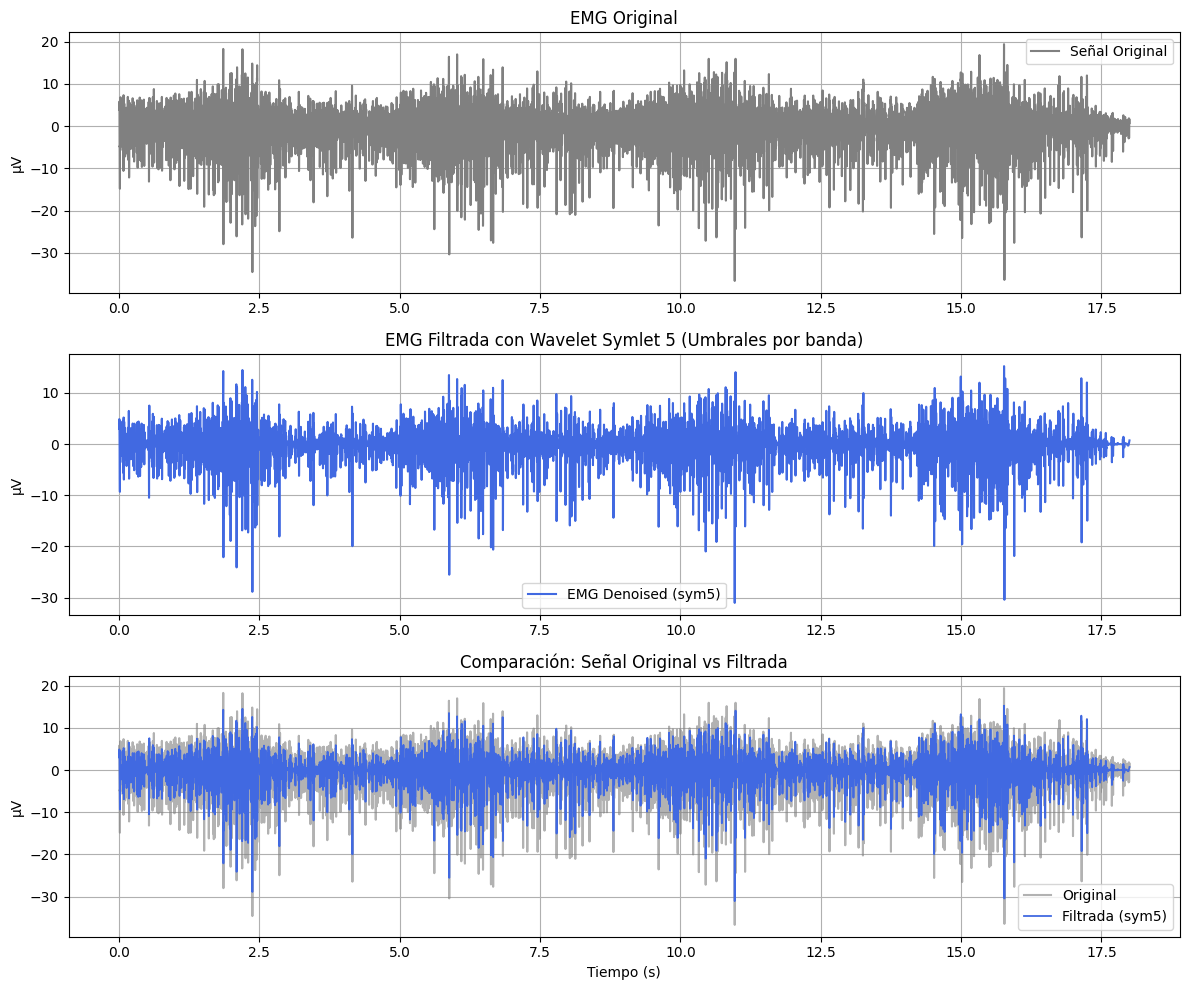 EMG Original
20
10
0
−10
−20
−30
µV
Señal Original
0.0 2.5 5.0 7.5 10.0 12.5 15.0 17.5
EMG Filtrada con Wavelet Symlet 5 (Umbrales por banda)
10
0
−10
−20
−30
µV
EMG Denoised (sym5)
0.0 2.5 5.0 7.5 10.0 12.5 15.0 17.5
Comparación: Señal Original vs Filtrada
20
10
0
−10
−20
−30
µV
Original
Filtrada (sym5)
0.0 2.5 5.0 7.5 10.0 12.5 15.0 17.5
Tiempo (s)